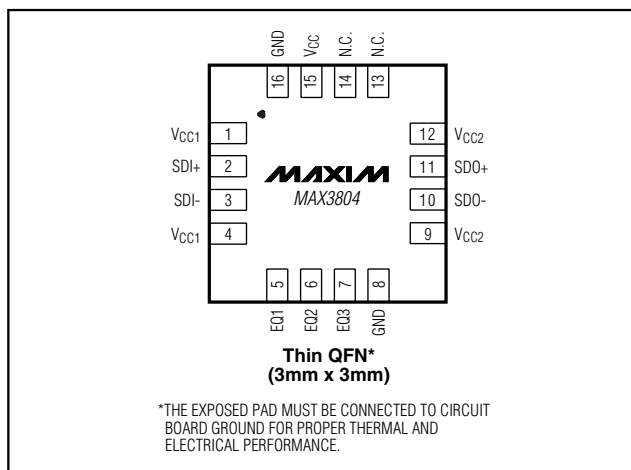 GND VCC N.C. N.C.
16 15 14 13
VCC1 1 12 VCC2
SDI+ 2 11 SDO+
MAXIM
MAX3804
SDI- 3 10 SDO-
VCC1 4 9 VCC2
5 6 7 8
EQ1 EQ2 EQ3 GND
Thin QFN*
(3mm x 3mm)
*THE EXPOSED PAD MUST BE CONNECTED TO CIRCUIT
BOARD GROUND FOR PROPER THERMAL AND
ELECTRICAL PERFORMANCE.